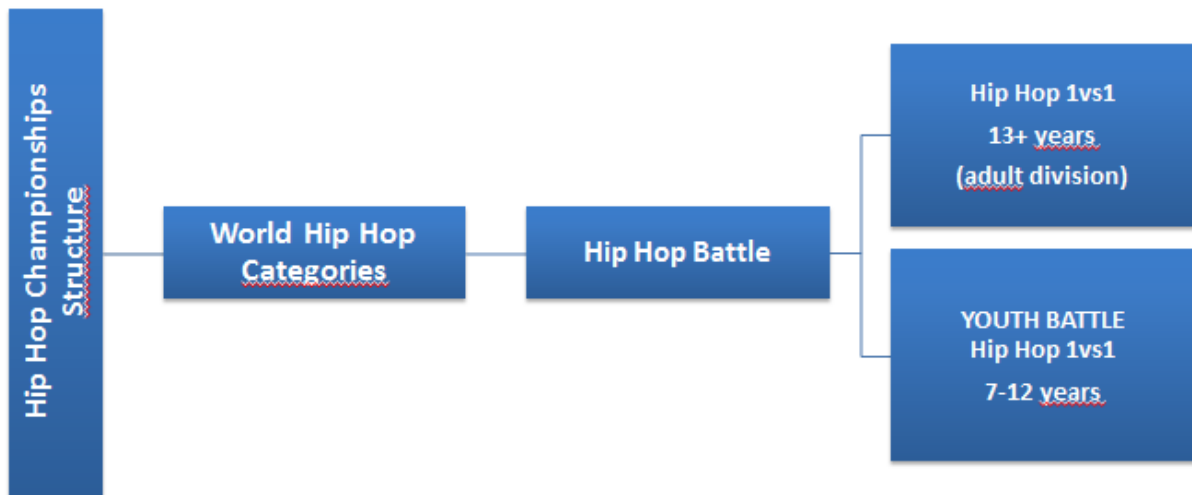 Hip Hop Championships
Structure
World Hip Hop
Categories
Hip Hop Battle
Hip Hop 1vs1
13+ years
(adult division)
YOUTH BATTLE
Hip Hop 1vs1
7-12 years